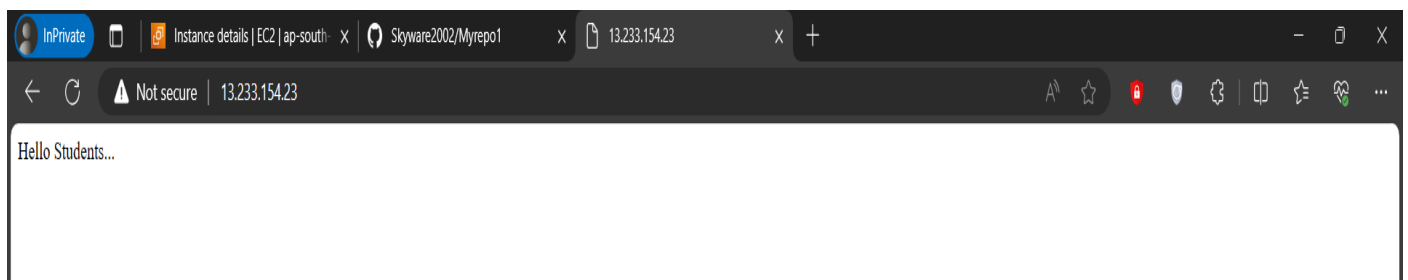 InPrivate
Instance details | EC2 | ap-south-
Skyware2002/Myrepo1
13.233.154.23
Not secure | 13.233.154.23
Hello Students...